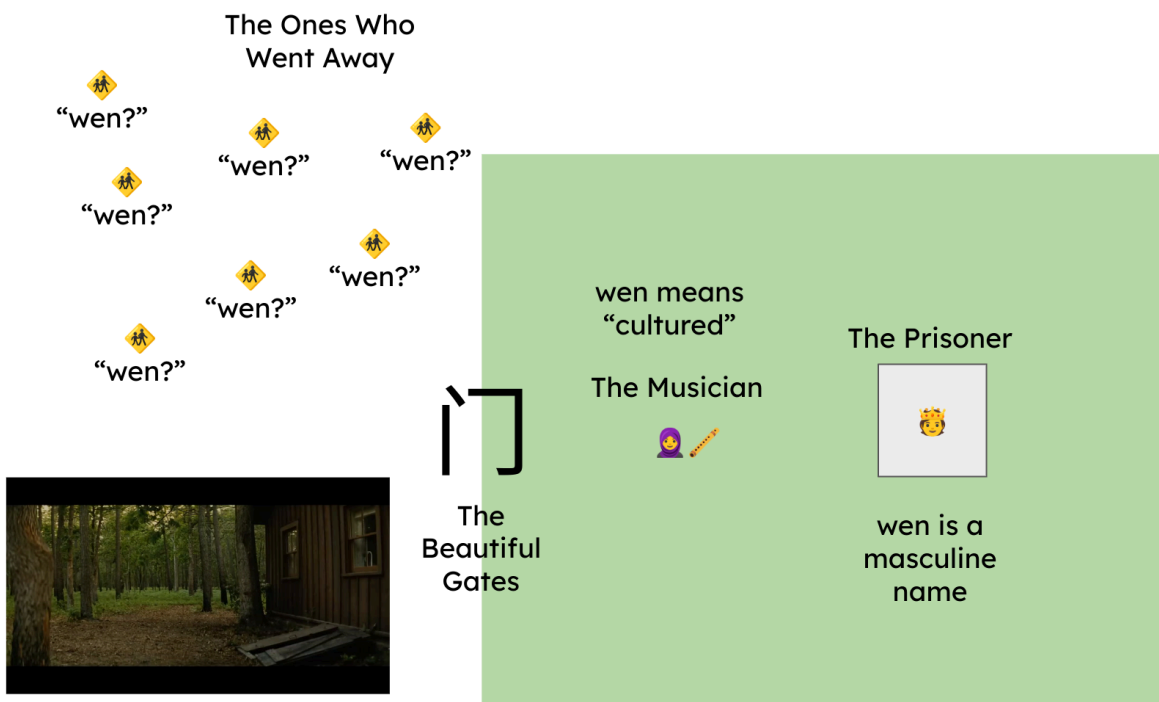 The Ones Who
Went Away
“wen?”
“wen?”
“wen?”
“wen?”
“wen?”
“wen?”
“wen?”
wen means
“cultured”
The Musician
The Prisoner
门
The
Beautiful
Gates
wen is a
masculine
name